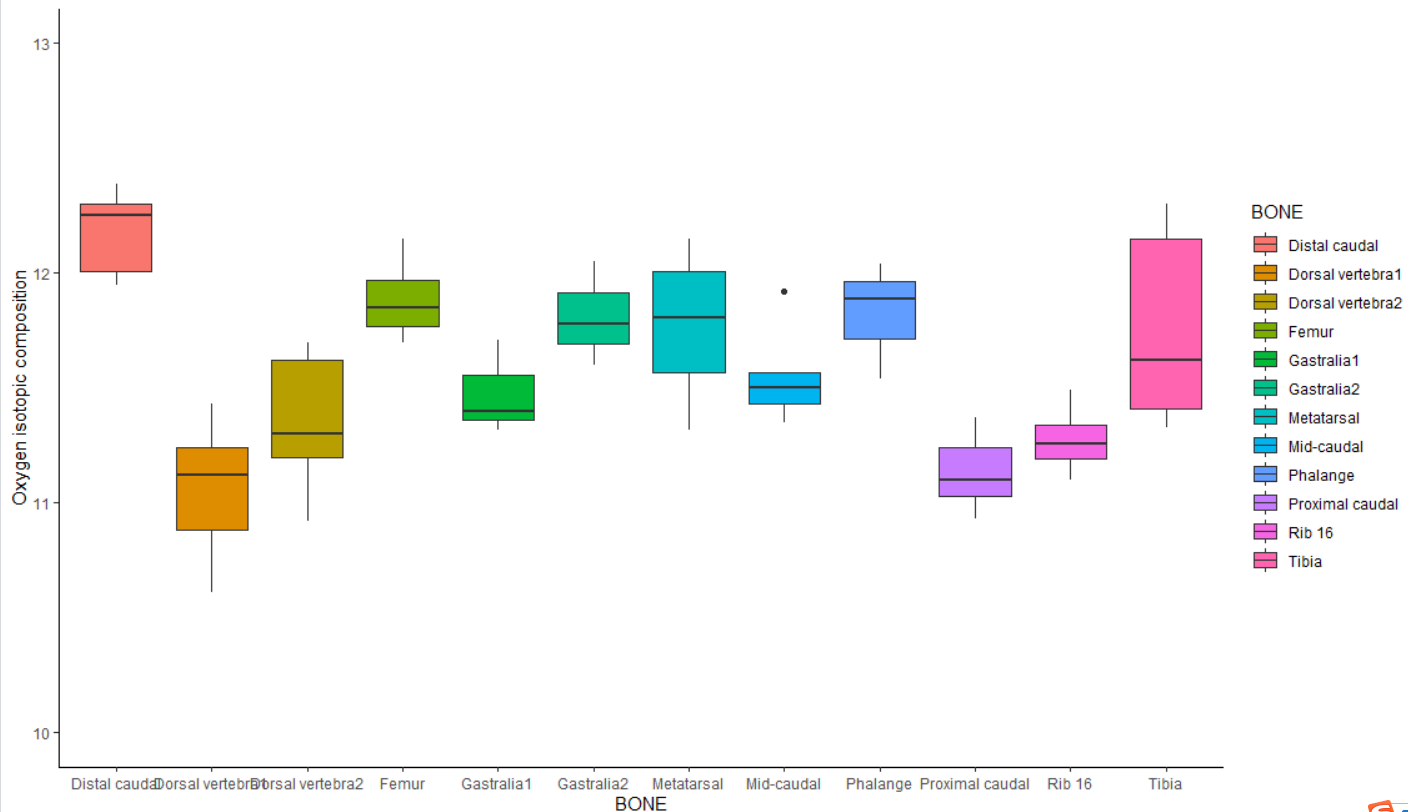 13
12
11
10
Oxygen isotopic composition
Distal caudal Dorsal vertebra1 Dorsal vertebra2 Femur Gastralia1 Gastralia2 Metatarsal Mid-caudal Phalange Proximal caudal Rib 16 Tibia
BONE
BONE
Distal caudal
Dorsal vertebra1
Dorsal vertebra2
Femur
Gastralia1
Gastralia2
Metatarsal
Mid-caudal
Phalange
Proximal caudal
Rib 16
Tibia